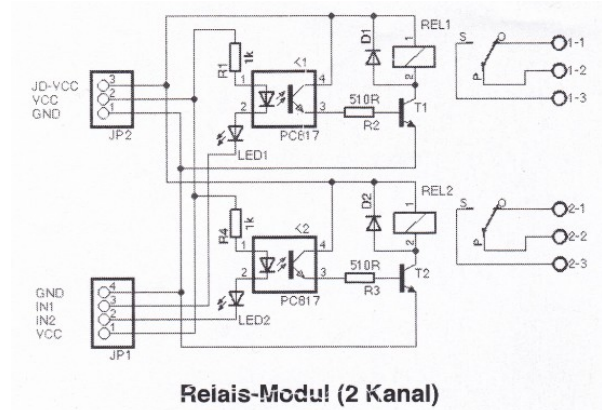 REL1
D1
1
R1
1k
K1
JD-VCC
VCC
GND
3
2
1
JP2
1
2
4
3
PC817
510R
R2
2
T1
LED1
S
O
P
1-1
1-2
1-3
REL2
D2
1
R4
1k
K2
1
2
4
3
PC817
510R
R3
2
T2
LED2
S
O
P
2-1
2-2
2-3
GND
IN1
IN2
VCC
4
3
2
1
JP1
Relais-Modul (2 Kanal)